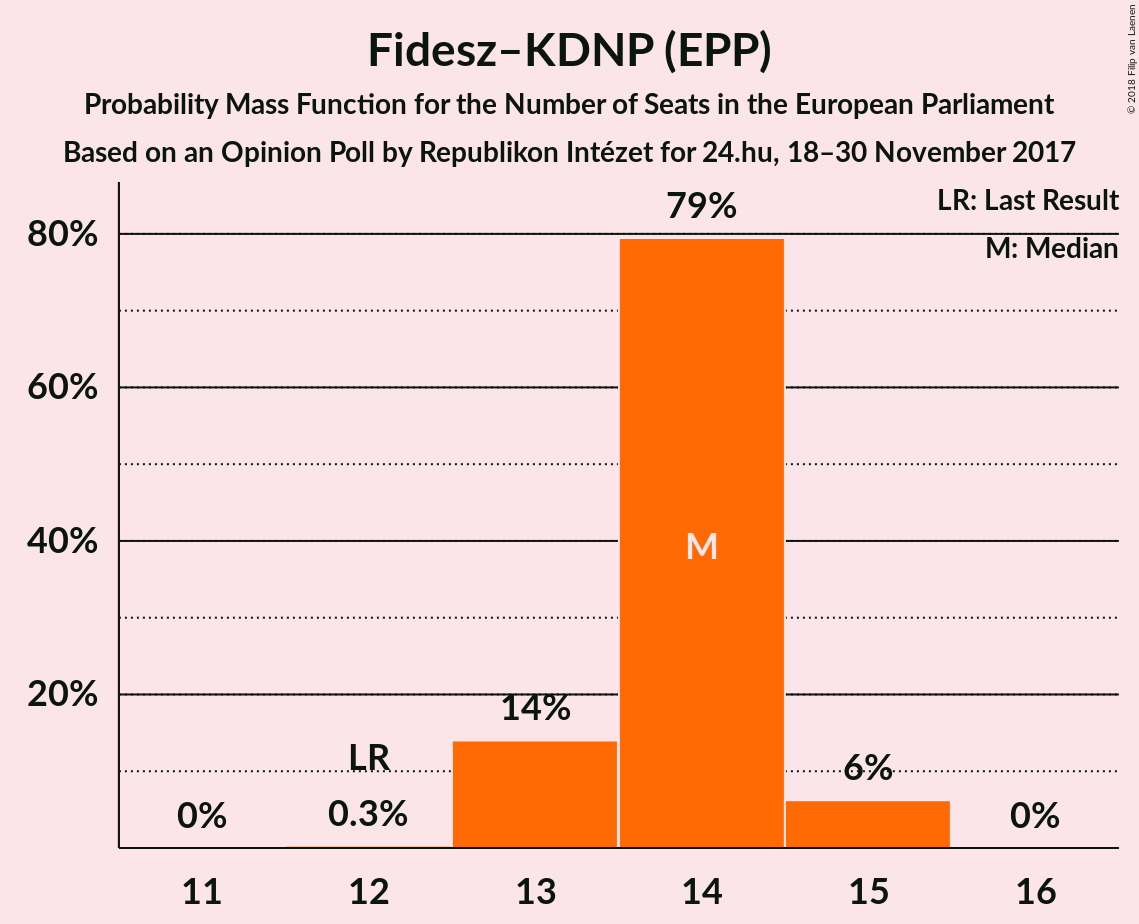 Fidesz–KDNP (EPP)
Probability Mass Function for the Number of Seats in the European Parliament
Based on an Opinion Poll by Republikon Intézet for 24.hu, 18–30 November 2017
© 2018 Filip van Laenen
LR: Last Result
M: Median
80%
60%
40%
20%
0%
LR
0.3%
14%
79%
M
6%
0%
11 12 13 14 15 16